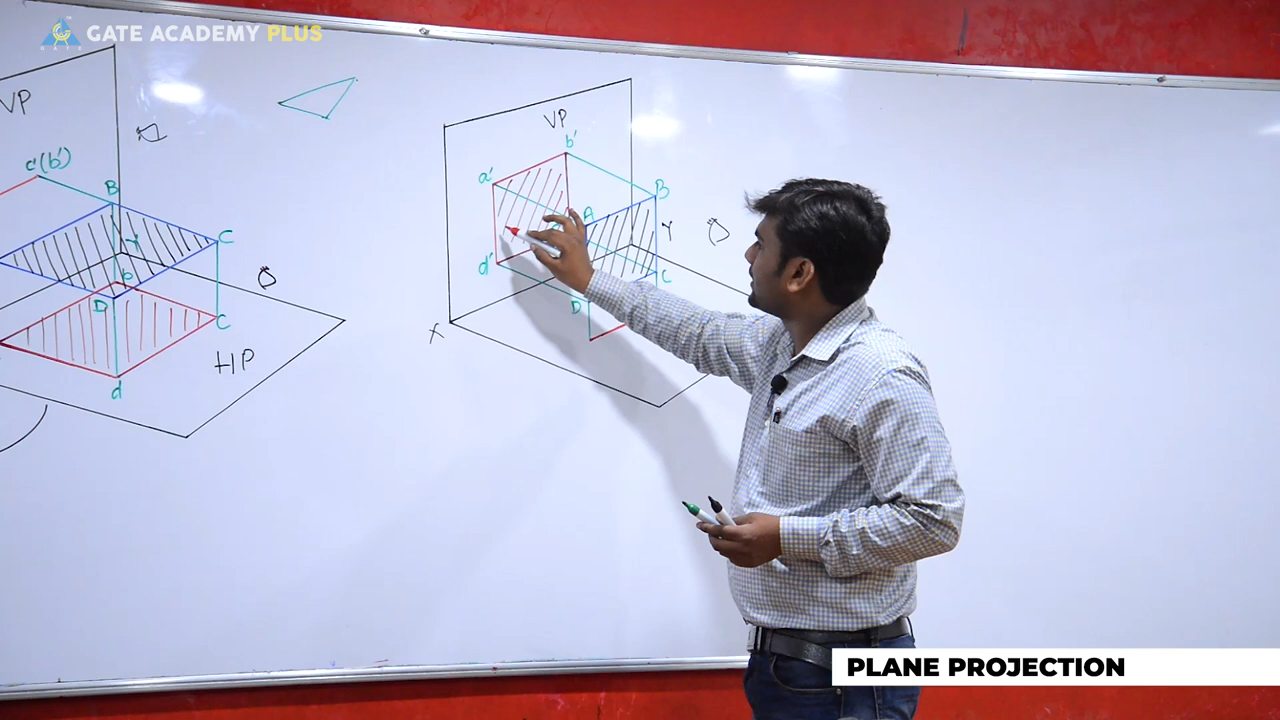 GATE ACADEMY PLUS
VP
c'(b')
B
C
Y
b
D
C
d
HP
VP
b'
a'
A
B
Y
d'
C
D
X
PLANE PROJECTION